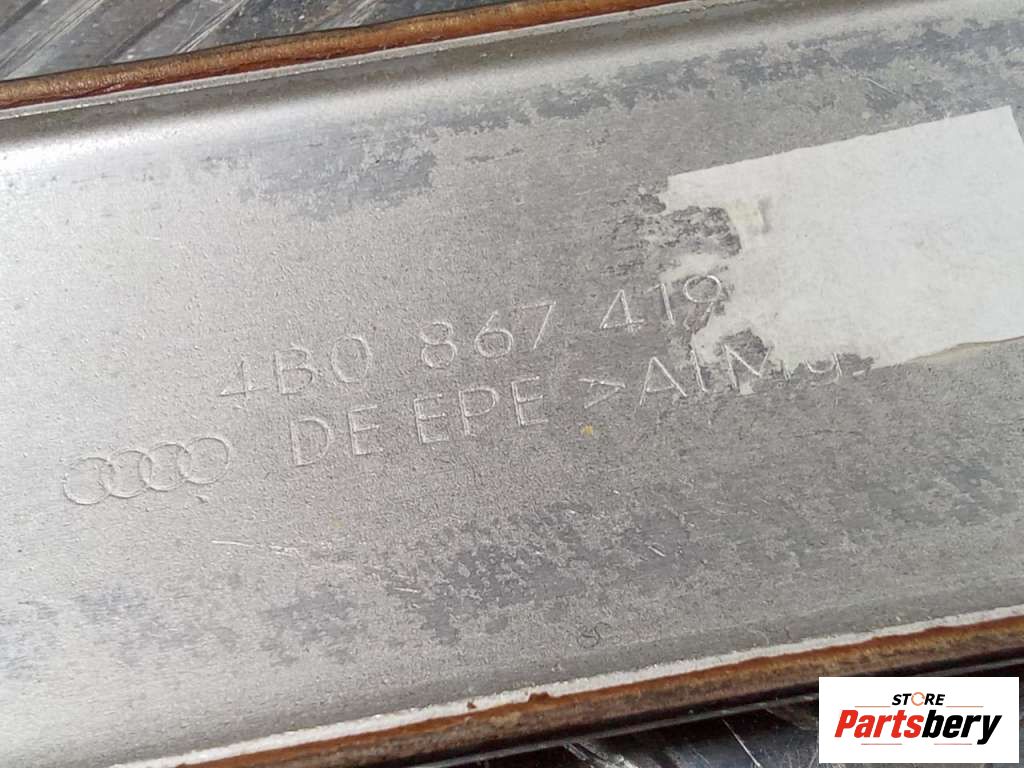 4B0 867 419
DE EPE >AlMg
STORE
Partsbery